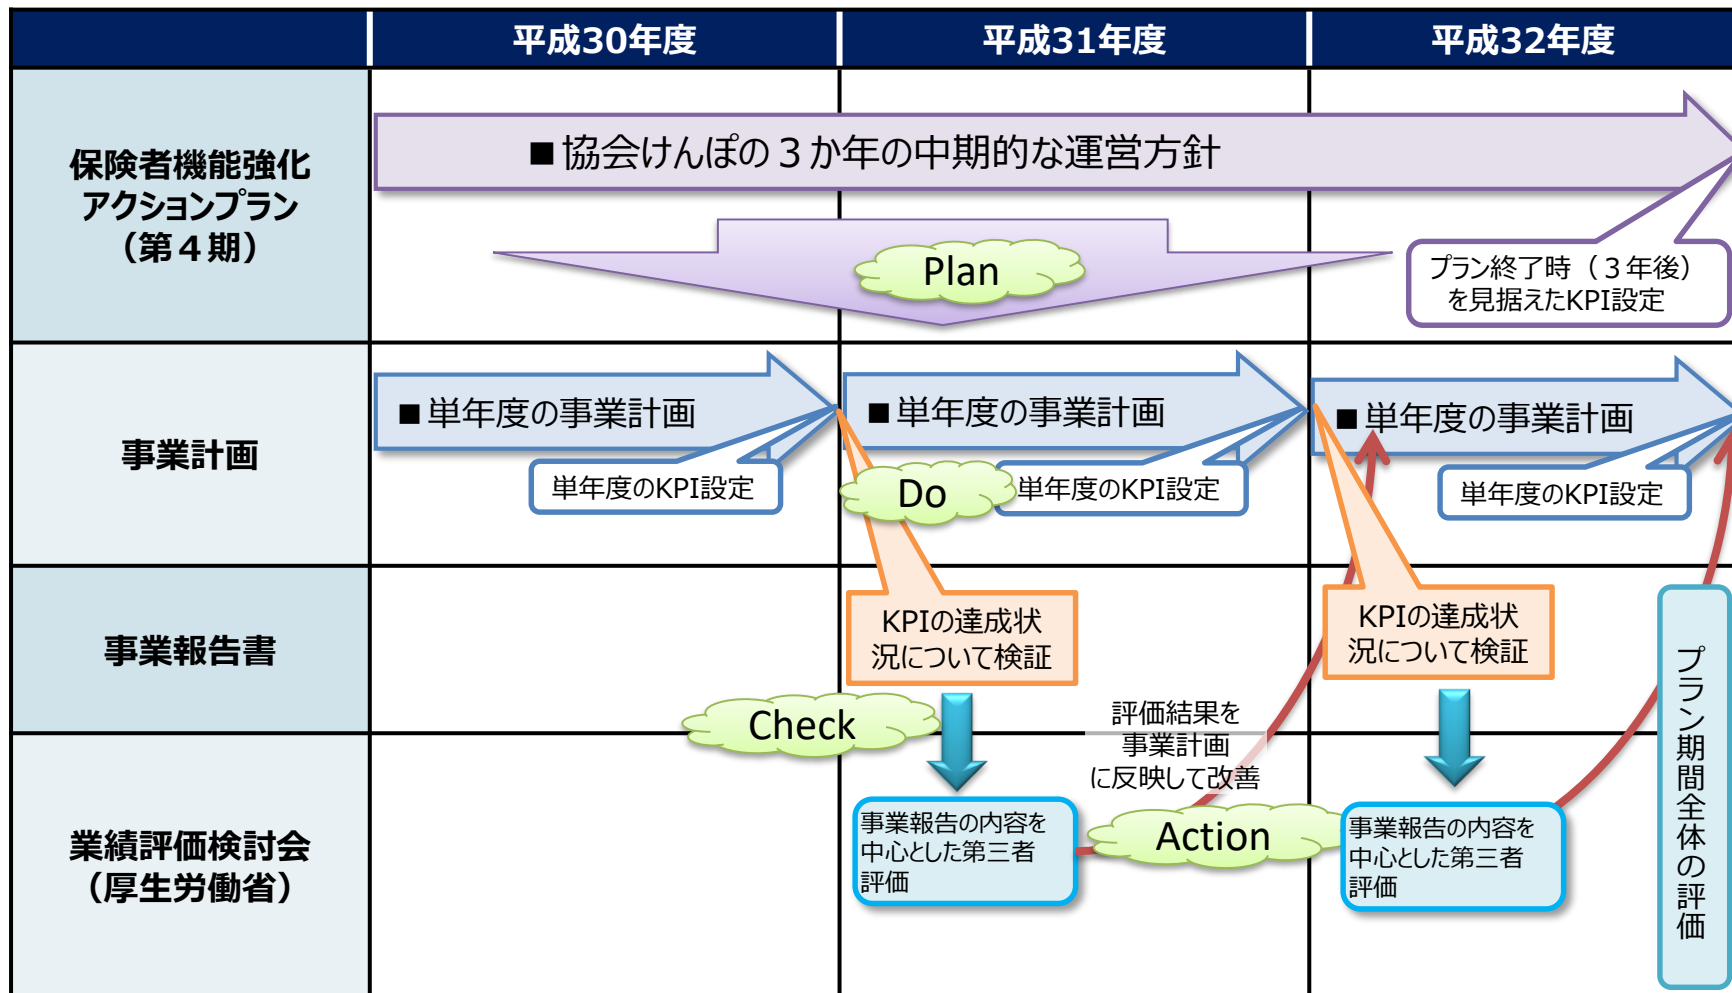 平成30年度
平成31年度
平成32年度
保険者機能強化
アクションプラン
（第４期）
■協会けんぽの３か年の中期的な運営方針
Plan
プラン終了時（３年後）
を見据えたKPI設定
事業計画
■単年度の事業計画
単年度のKPI設定
■単年度の事業計画
Do
単年度のKPI設定
■単年度の事業計画
単年度のKPI設定
事業報告書
KPIの達成状
況について検証
KPIの達成状
況について検証
Check
評価結果を
事業計画
に反映して改善
プラン期間全体の評価
業績評価検討会
（厚生労働省）
事業報告の内容を
中心とした第三者
評価
Action
事業報告の内容を
中心とした第三者
評価